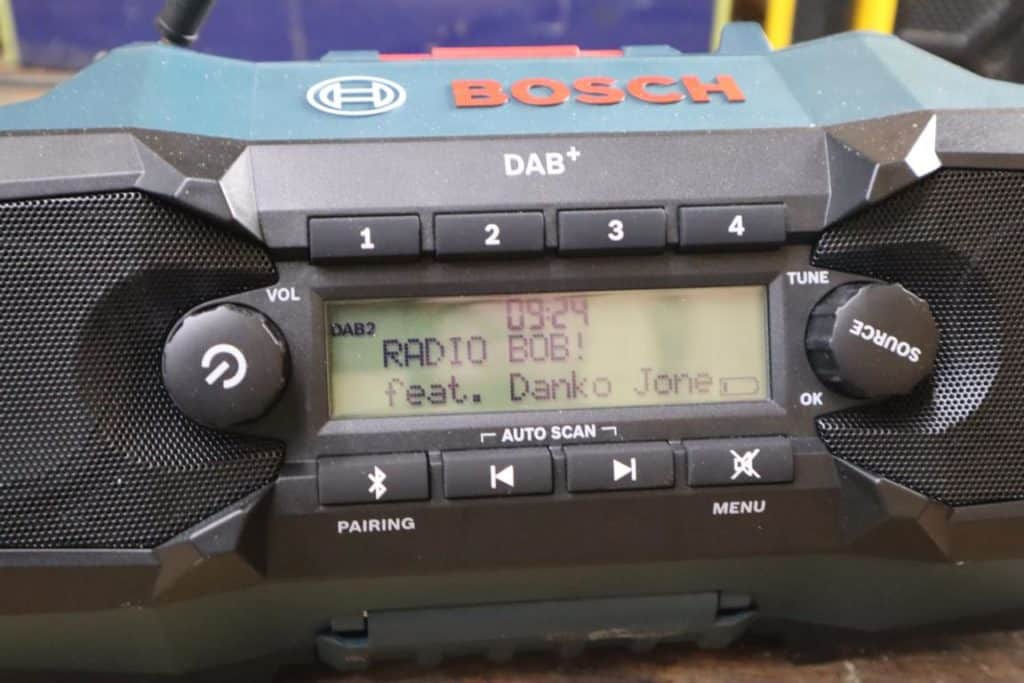 BOSCH
DAB+
1 2 3 4
VOL
TUNE
09:24
DAB2
RADIO BOB!
feat. Danko Jone
SOURCE
OK
AUTO SCAN
PAIRING
MENU